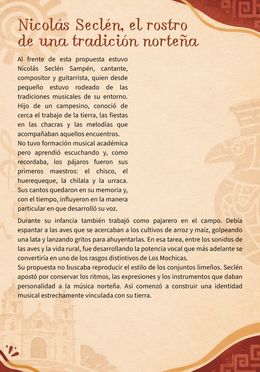 Nicolás Seclén, el rostro
de una tradición norteña
Al frente de esta propuesta estuvo
Nicolás Seclén Sampén, cantante,
compositor y guitarrista, quien desde
pequeño estuvo rodeado de las
tradiciones musicales de su entorno.
Hijo de un campesino, conoció de
cerca el trabajo de la tierra, las fiestas
en las chacras y las melodías que
acompañaban aquellos encuentros.
No tuvo formación musical académica
pero aprendió escuchando y, como
recordaba, los pájaros fueron sus
primeros maestros: el chisco, el
huerequeque, la chilala y la urraca.
Sus cantos quedaron en su memoria y,
con el tiempo, influyeron en la manera
particular en que desarrolló su voz.
Durante su infancia también trabajó como pajarero en el campo. Debía
espantar a las aves que se acercaban a los cultivos de arroz y maíz, golpeando
una lata y lanzando gritos para ahuyentarlas. En esa tarea, entre los sonidos de
las aves y la vida rural, fue desarrollando la potencia vocal que más adelante se
convertiría en uno de los rasgos distintivos de Los Mochicas.
Su propuesta no buscaba reproducir el estilo de los conjuntos limeños. Seclén
apostó por conservar los ritmos, las expresiones y los instrumentos que daban
personalidad a la música norteña. Así comenzó a construir una identidad
musical estrechamente vinculada con su tierra.